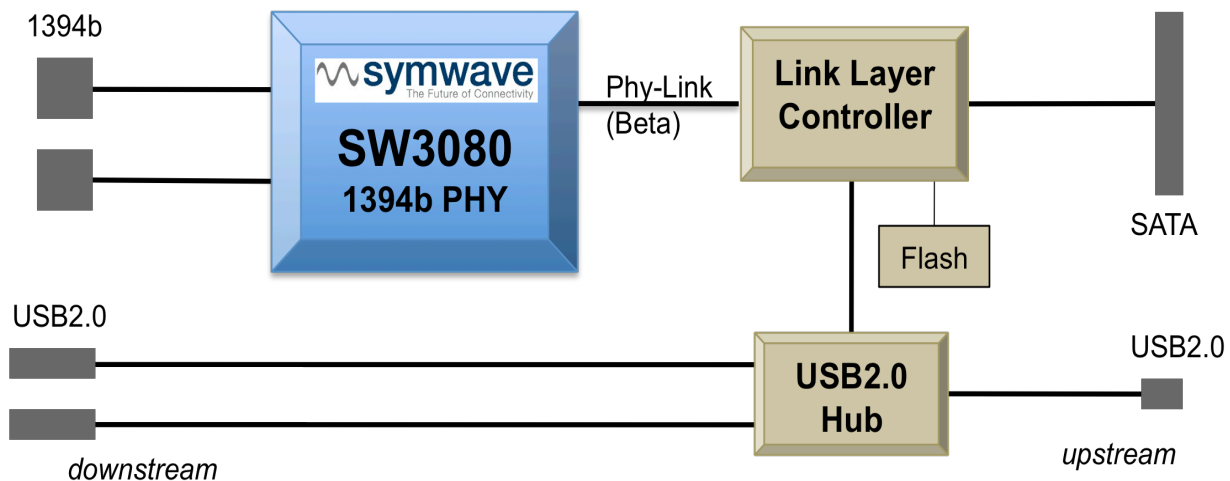 1394b
symwave
The Future of Connectivity
SW3080
1394b PHY
Phy-Link
(Beta)
Link Layer
Controller
SATA
Flash
USB2.0
USB2.0
USB2.0
Hub
downstream
upstream